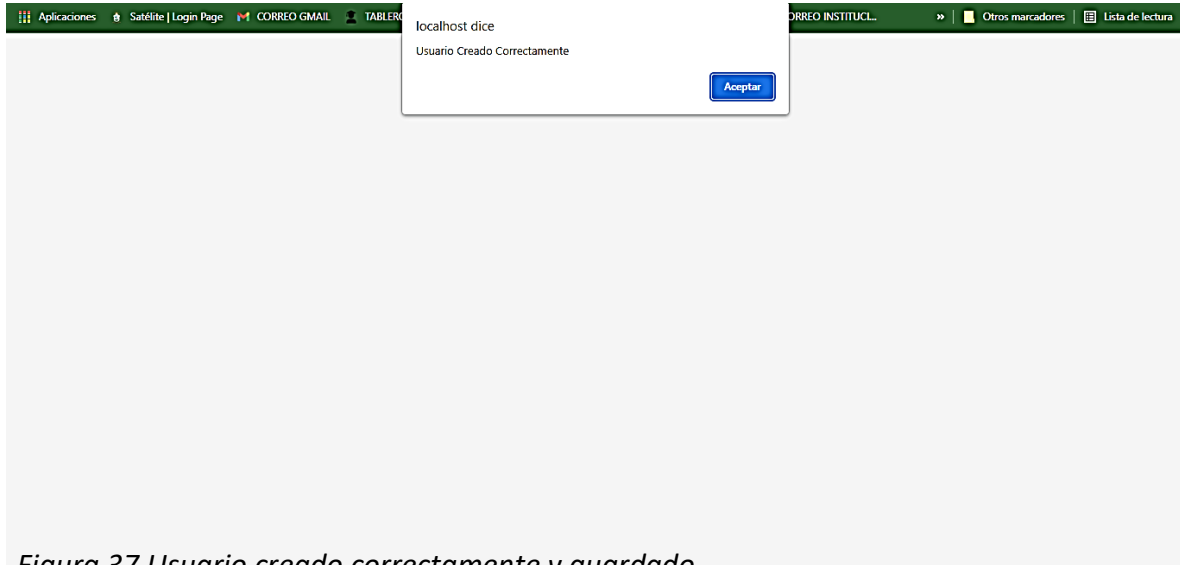 Aplicaciones Satélite | Login Page CORREO GMAIL TABLERO ORREO INSTITUCI... » Otros marcadores Lista de lectura
localhost dice
Usuario Creado Correctamente
Aceptar
Figura 37 Usuario creado correctamente y guardado